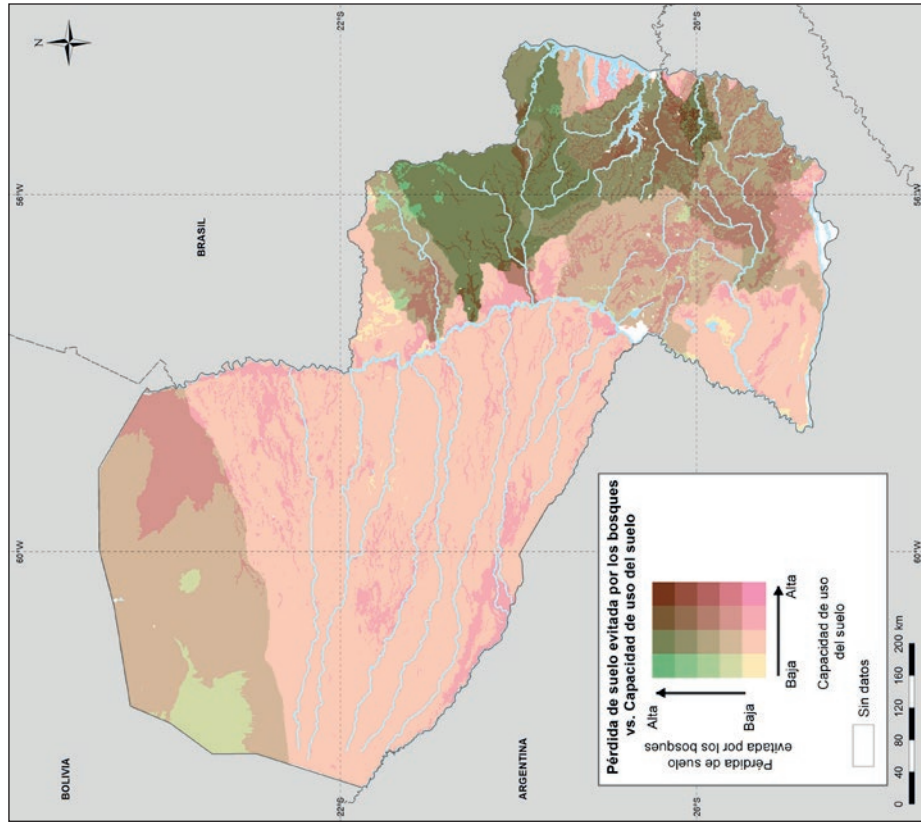 N
BOLIVIA
BRASIL
ARGENTINA
22°S
22°S
26°S
26°S
56°W
56°W
60°W
60°W
Pérdida de suelo evitada por los bosques
vs. Capacidad de uso del suelo
Pérdida de suelo
evitada por los bosques
Alta
Baja
Baja
Alta
Capacidad de uso
del suelo
Sin datos
0 40 80 120 160 200 km